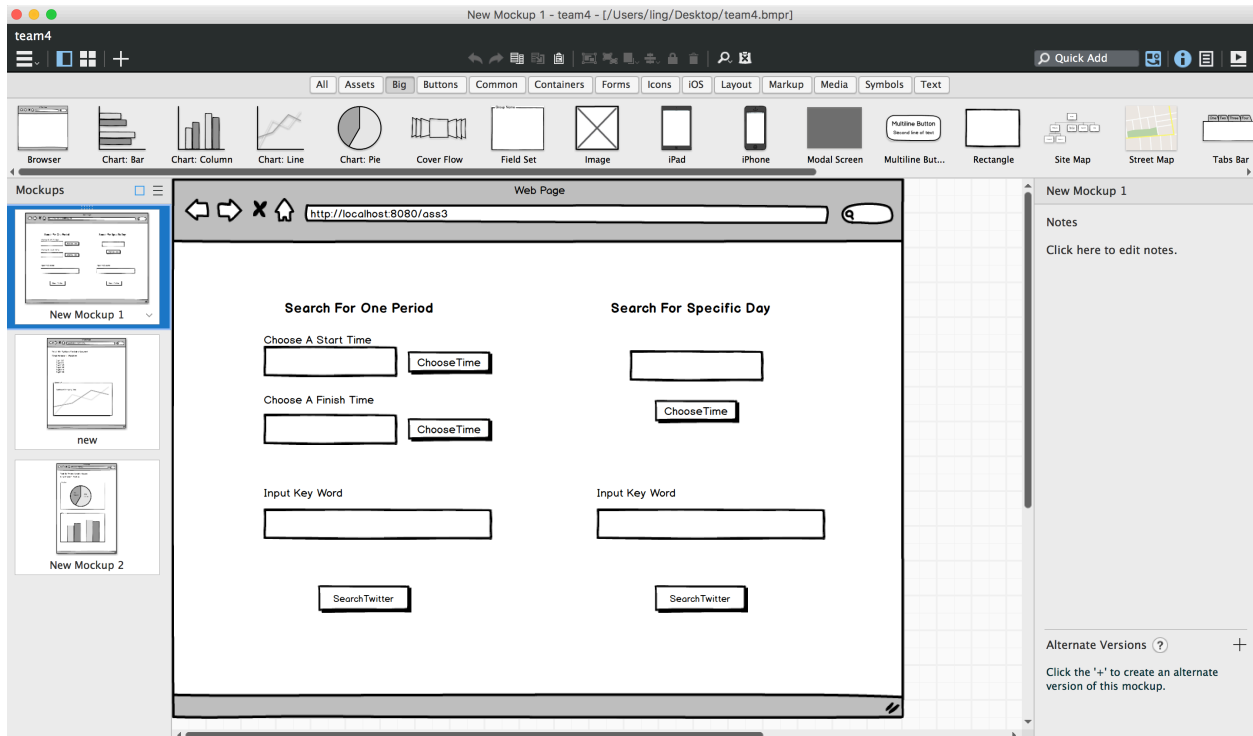 New Mockup 1 - team4 - [/Users/ling/Desktop/team4.bmpr]
team4
Quick Add
All Assets Big Buttons Common Containers Forms Icons iOS Layout Markup Media Symbols Text
Group Name
Multiline Button
Second line of text
Browser Chart: Bar Chart: Column Chart: Line Chart: Pie Cover Flow Field Set Image iPad iPhone Modal Screen Multiline But... Rectangle Site Map Street Map Tabs Bar
Mockups
New Mockup 1
new
New Mockup 2
Web Page
http://localhost:8080/ass3
Search For One Period
Search For Specific Day
Choose A Start Time
ChooseTime
Choose A Finish Time
ChooseTime
ChooseTime
Input Key Word
Input Key Word
SearchTwitter
SearchTwitter
New Mockup 1
Notes
Click here to edit notes.
Alternate Versions ?
Click the '+' to create an alternate
version of this mockup.